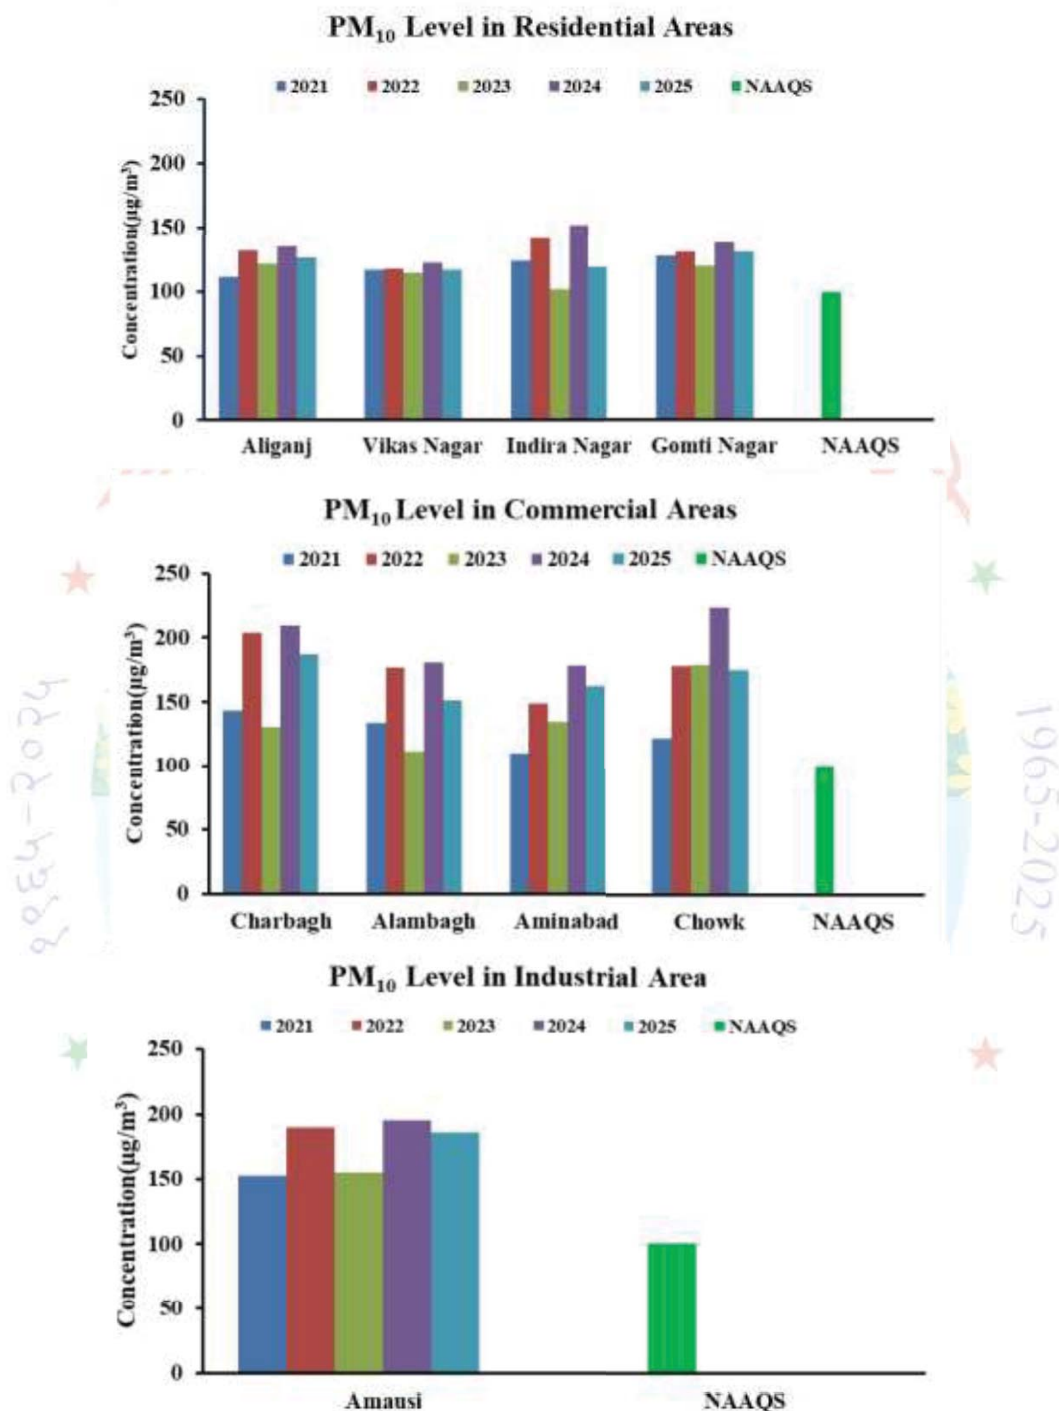 PM₁₀ Level in Residential Areas
2021 2022 2023 2024 2025 NAAQS
Concentration(µg/m³)
250
200
150
100
50
0
Aliganj Vikas Nagar Indira Nagar Gomti Nagar NAAQS
PM₁₀ Level in Commercial Areas
2021 2022 2023 2024 2025 NAAQS
Concentration(µg/m³)
250
200
150
100
50
0
Charbagh Alambagh Aminabad Chowk NAAQS
१९६५-२०२५
1965-2025
PM₁₀ Level in Industrial Area
2021 2022 2023 2024 2025 NAAQS
Concentration(µg/m³)
250
200
150
100
50
0
Amausi NAAQS